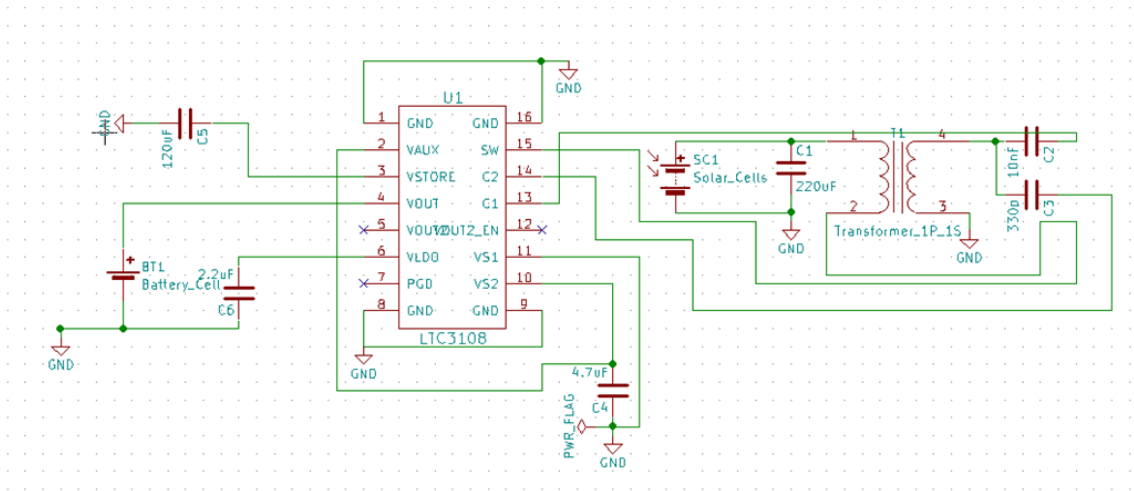 GND
U1
GND
120uF
C5
1 GND GND 16
2 VAUX SW 15
3 VSTORE C2 14
4 VOUT C1 13
5 VOUT2 VOUT2_EN 12
6 VLDO VS1 11
7 PGD VS2 10
8 GND GND 9
LTC3108
BT1
Battery_Cell
2.2uF
C6
GND
GND
4.7uF
C4
PWR_FLAG
GND
SC1
Solar_Cells
C1
220uF
GND
T1
1 4
2 3
Transformer_1P_1S
GND
10nF
C2
330p
C3